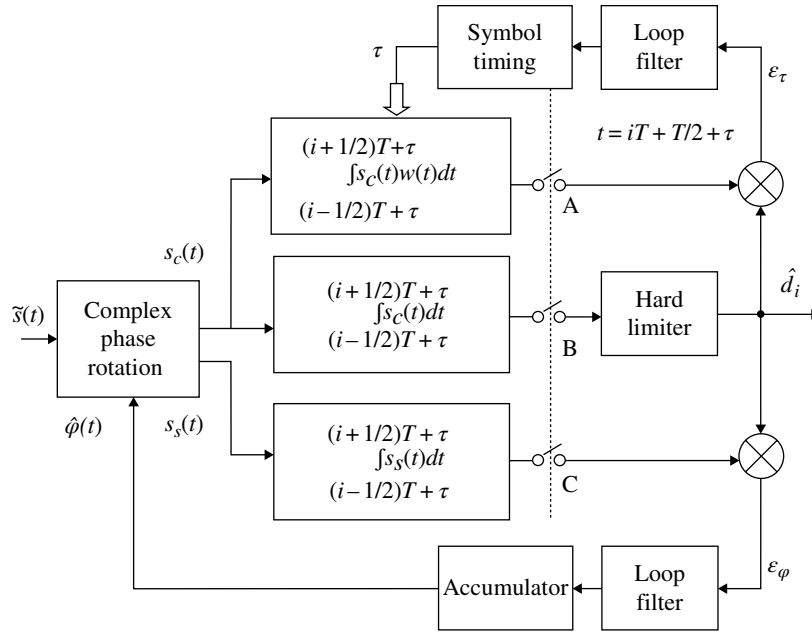 Symbol
timing
Loop
filter
τ
ε_τ
t = iT + T/2 + τ
(i + 1/2)T+τ
∫s_c(t)w(t)dt
(i – 1/2)T + τ
A
s_c(t)
s̃(t)
Complex
phase
rotation
(i + 1/2)T + τ
∫s_c(t)dt
(i – 1/2)T + τ
B
Hard
limiter
d̂_i
φ̂(t)
s_s(t)
(i + 1/2)T + τ
∫s_s(t)dt
(i – 1/2)T + τ
C
Accumulator
Loop
filter
ε_φ